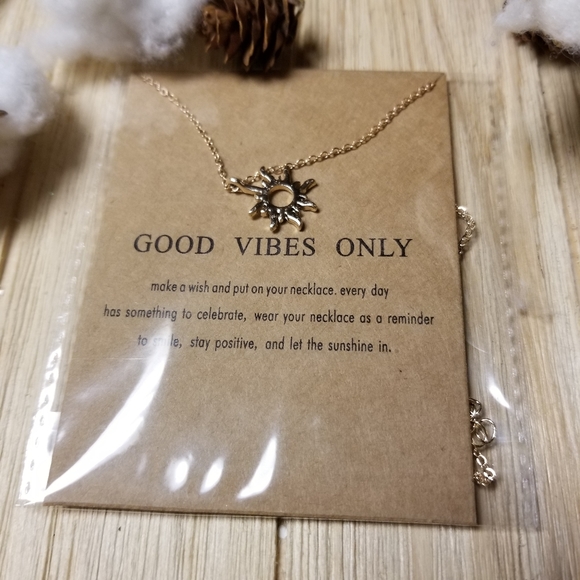 GOOD VIBES ONLY
make a wish and put on your necklace. every day
has something to celebrate, wear your necklace as a reminder
to stay positive, and let the sunshine in.